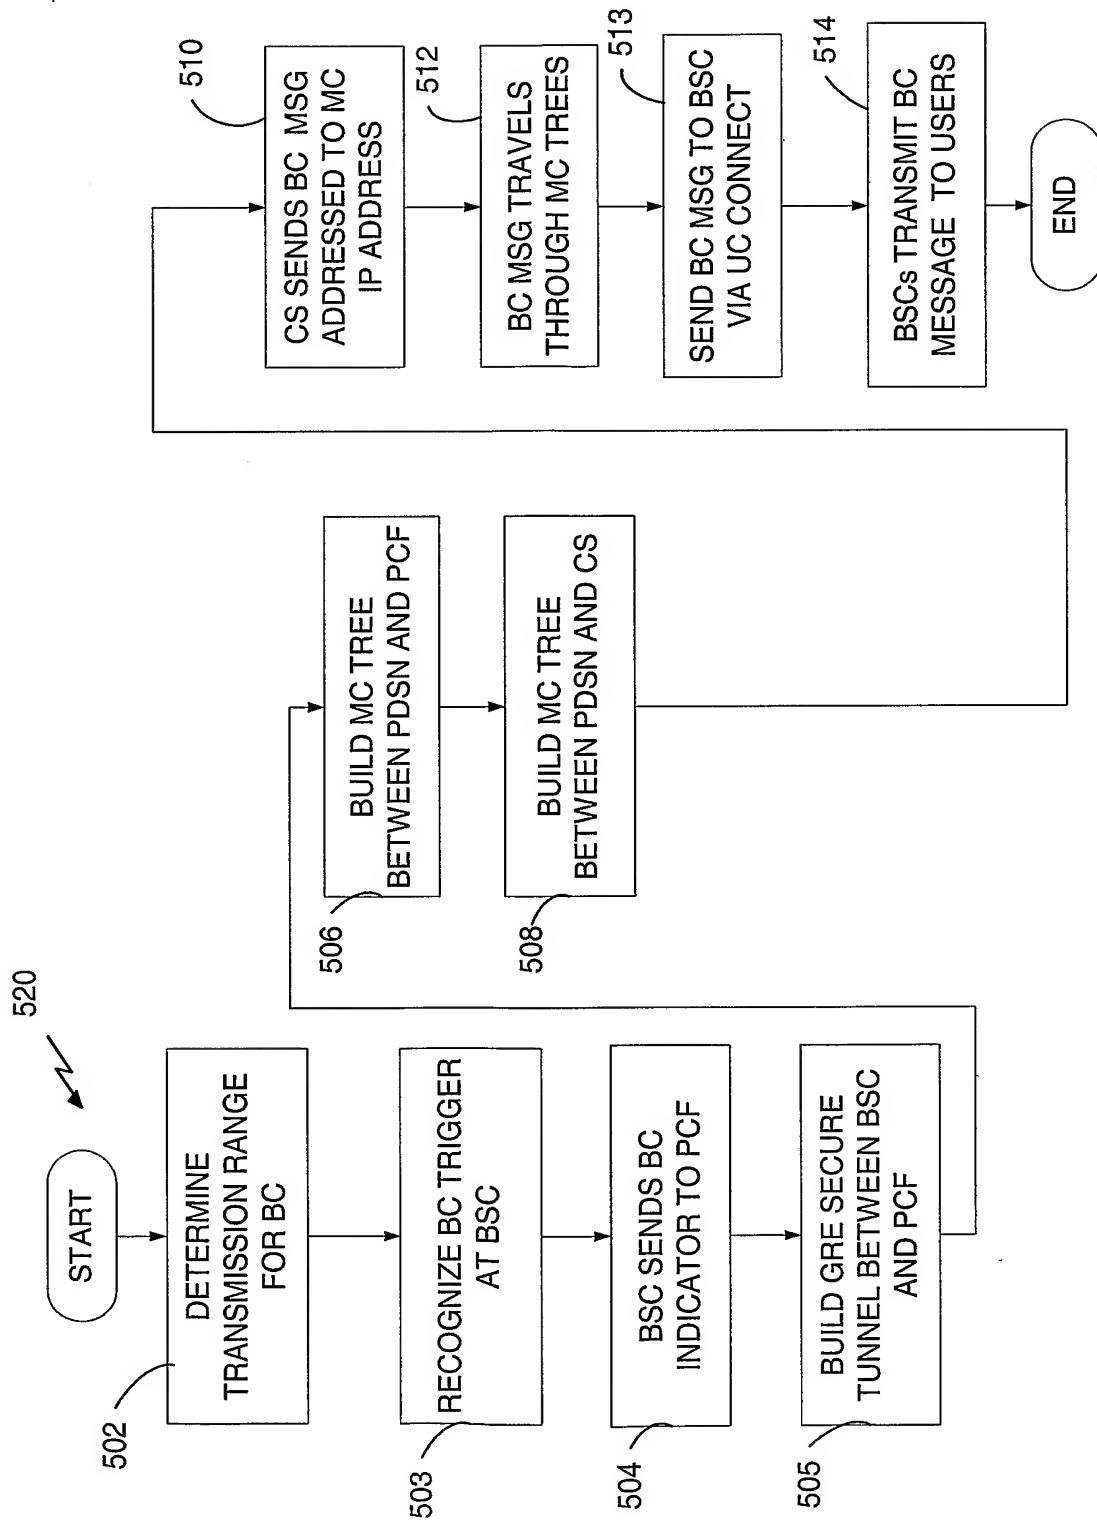 520
START
DETERMINE
TRANSMISSION RANGE
FOR BC
502
RECOGNIZE BC TRIGGER
AT BSC
503
BSC SENDS BC
INDICATOR TO PCF
504
BUILD GRE SECURE
TUNNEL BETWEEN BSC
AND PCF
505
BUILD MC TREE
BETWEEN PDSN AND PCF
506
BUILD MC TREE
BETWEEN PDSN AND CS
508
CS SENDS BC MSG
ADDRESSED TO MC
IP ADDRESS
510
BC MSG TRAVELS
THROUGH MC TREES
512
SEND BC MSG TO BSC
VIA UC CONNECT
513
BSCs TRANSMIT BC
MESSAGE TO USERS
514
END